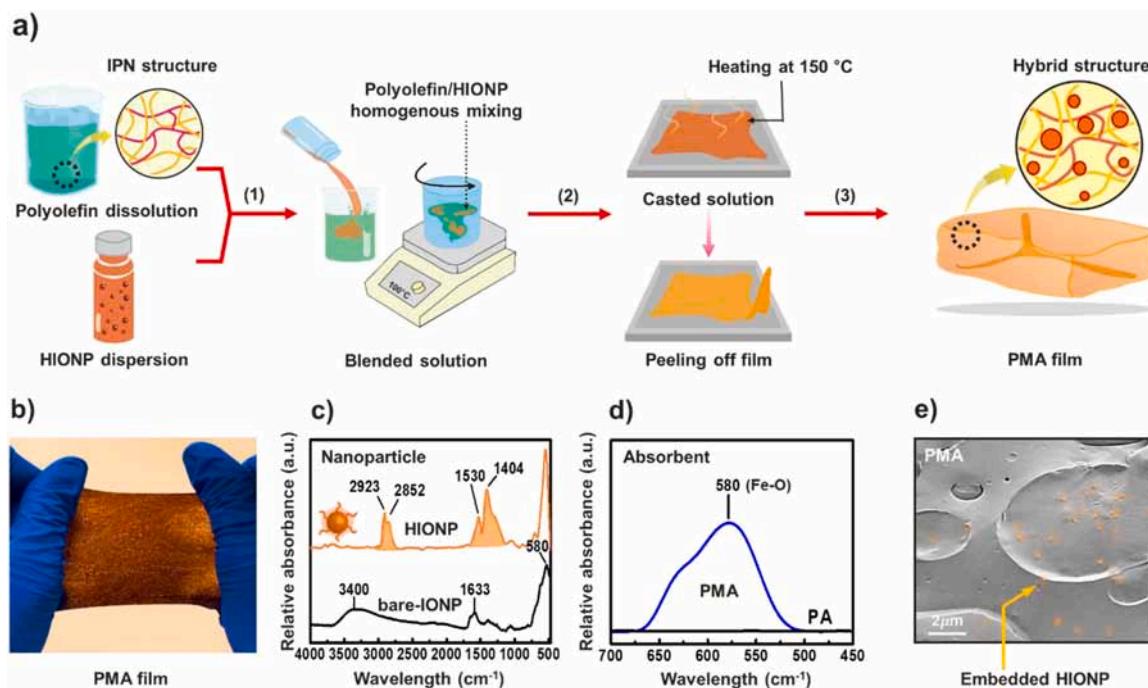 a)
IPN structure
Polyolefin dissolution
HIONP dispersion
(1)
Polyolefin/HIONP
homogenous mixing
100°C
Blended solution
(2)
Heating at 150 °C
Casted solution
Peeling off film
(3)
Hybrid structure
PMA film
b)
PMA film
c)
Relative absorbance (a.u.)
Nanoparticle
2923
2852
1530
1404
HIONP
580
3400
bare-IONP
1633
4000 3500 3000 2500 2000 1500 1000 500
Wavelength (cm-1)
d)
Relative absorbance (a.u.)
Absorbent
580 (Fe-O)
PMA
PA
700 650 600 550 500 450
Wavelength (cm-1)
e)
PMA
2µm
Embedded HIONP